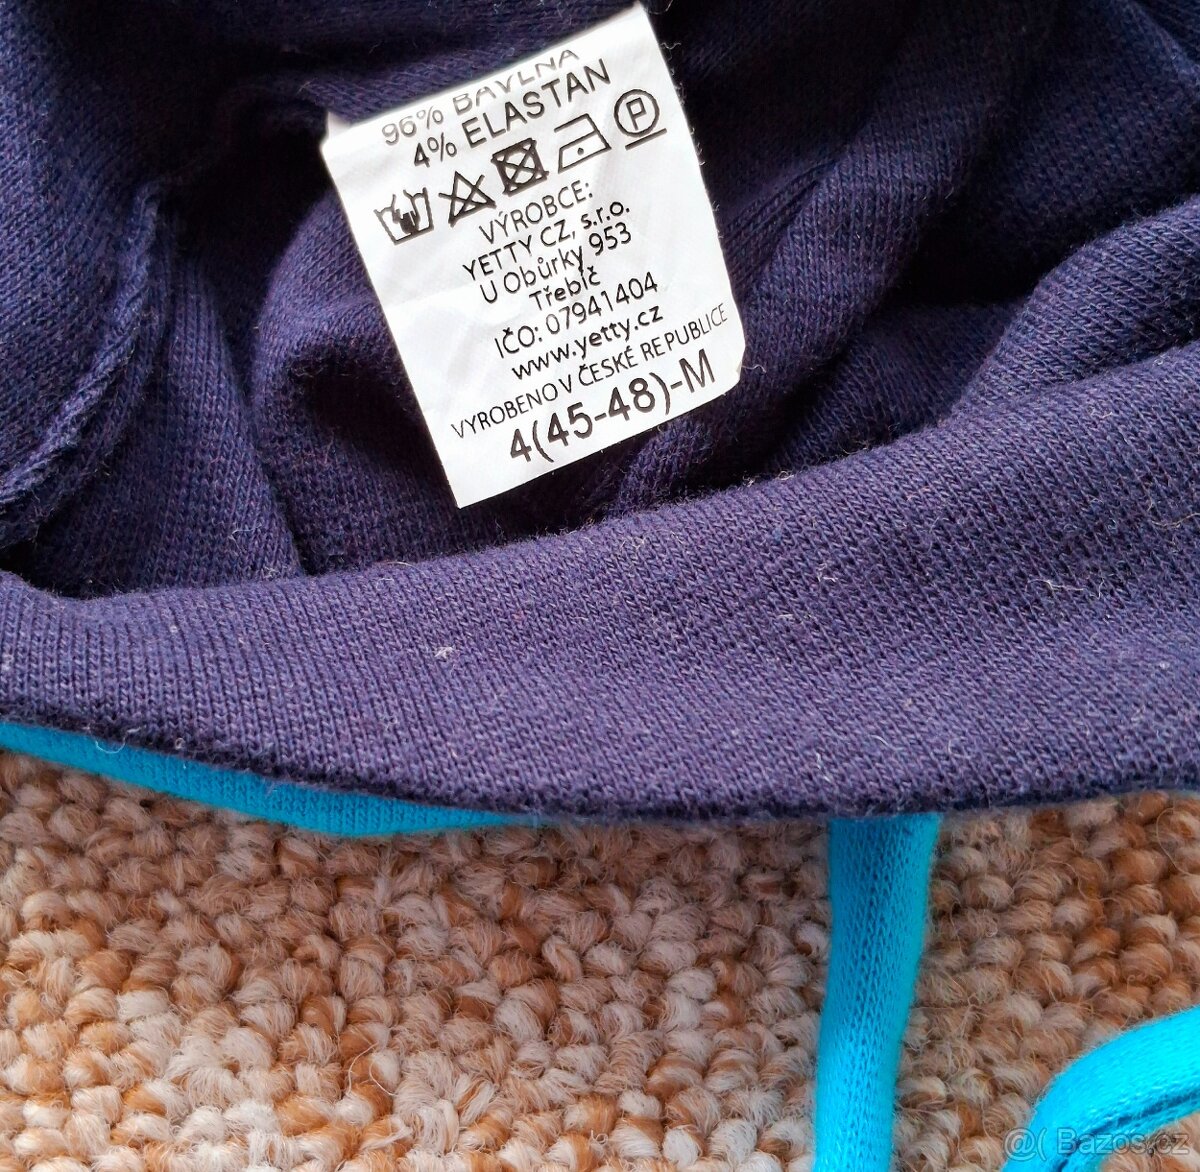 96% BAVLNA
4% ELASTAN
P
VÝROBCE:
YETTY CZ, s.r.o.
U Obůrky 953
Třebíč
IČO: 07941404
www.yetty.cz
VYROBENO V ČESKÉ REPUBLICE
4(45-48)-M
@( Bazos.cz